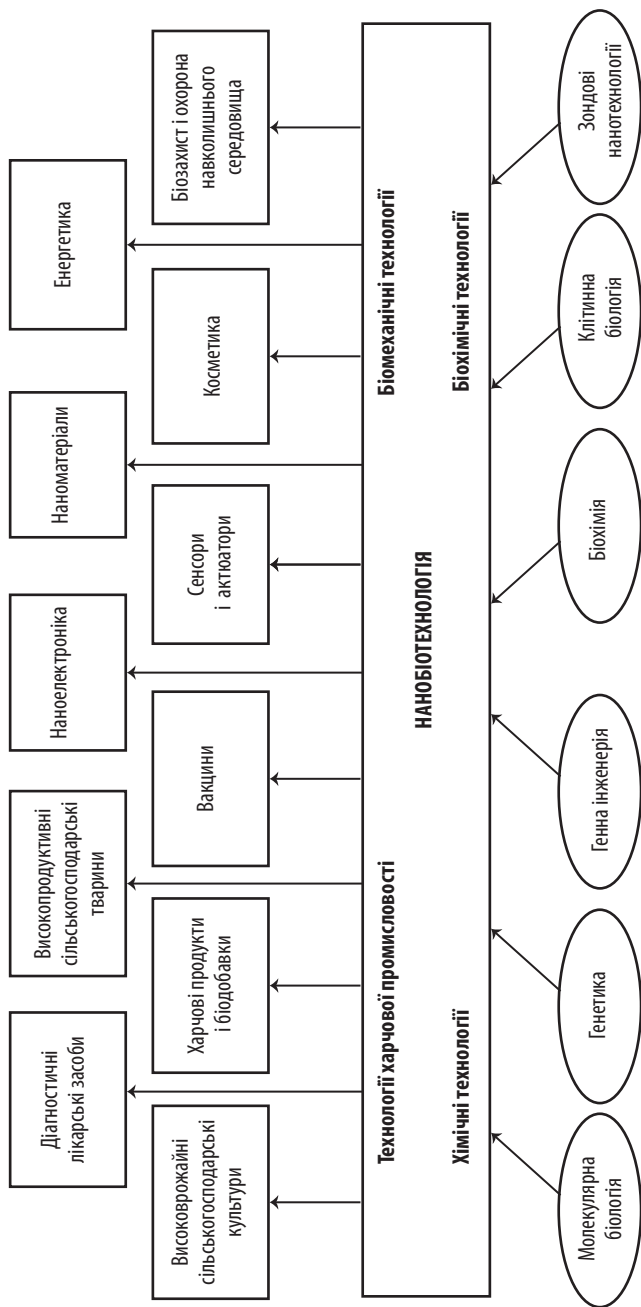 Діагностичні
лікарські засоби
Високопродуктивні
сільськогосподарські
тварини
Наноелектроніка
Наноматеріали
Енергетика
Високоврожайні
сільськогосподарські
культури
Харчові продукти
і біодобавки
Вакцини
Сенсори
і актюатори
Косметика
Біозахист і охорона
навколишнього
середовища
Технології харчової промисловості
Біомеханічні технології
НАНОБІОТЕХНОЛОГІЯ
Хімічні технології
Біохімічні технології
Молекулярна
біологія
Генетика
Генна інженерія
Біохімія
Клітинна
біологія
Зондові
нанотехнології